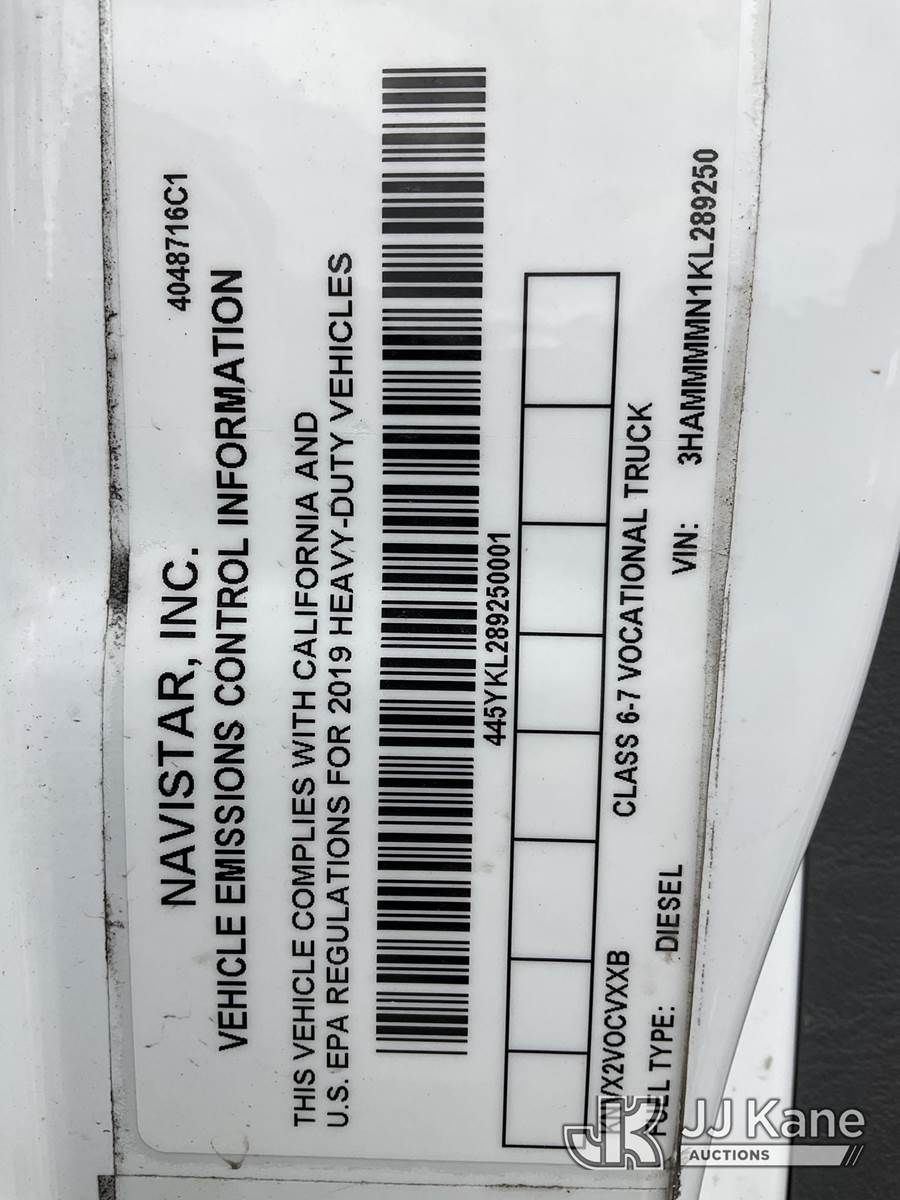 4048716C1
NAVISTAR, INC.
VEHICLE EMISSIONS CONTROL INFORMATION
THIS VEHICLE COMPLIES WITH CALIFORNIA AND
U.S. EPA REGULATIONS FOR 2019 HEAVY-DUTY VEHICLES
445YKL289250001
KNVX2VOCVXXB CLASS 6-7 VOCATIONAL TRUCK
FUEL TYPE: DIESEL VIN: 3HAMMMMN1KL289250
JJ Kane
AUCTIONS